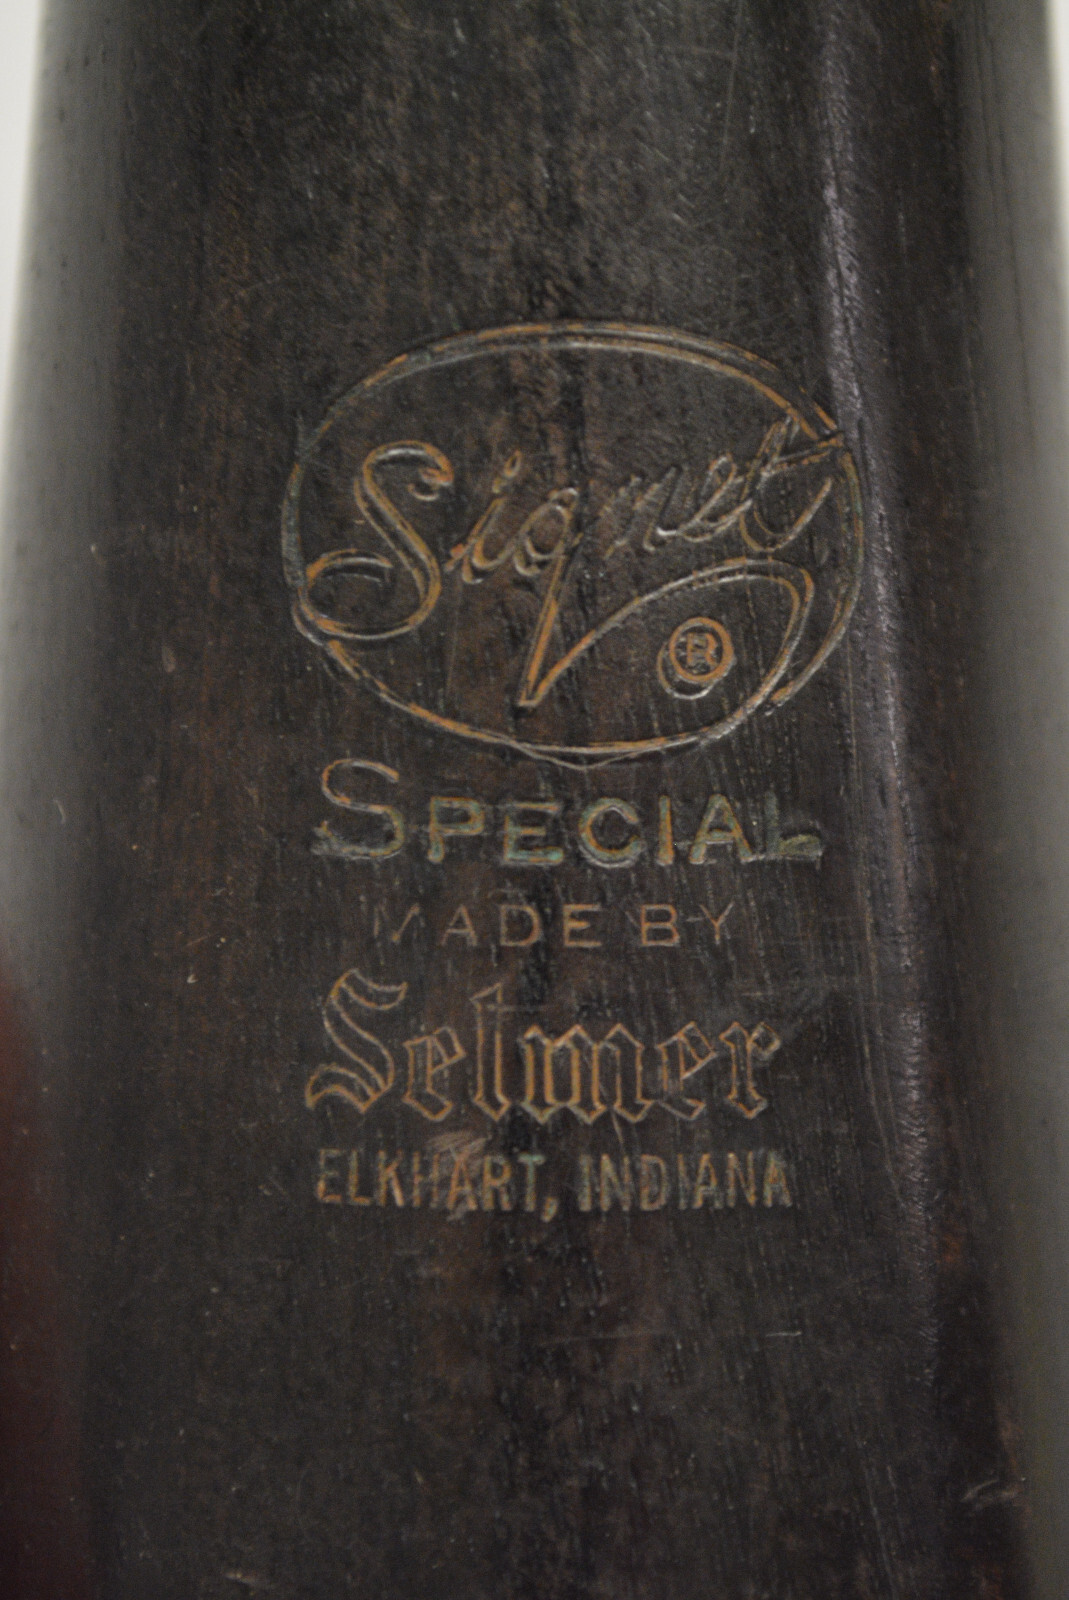 Signet
®
SPECIAL
MADE BY
Selmer
ELKHART, INDIANA